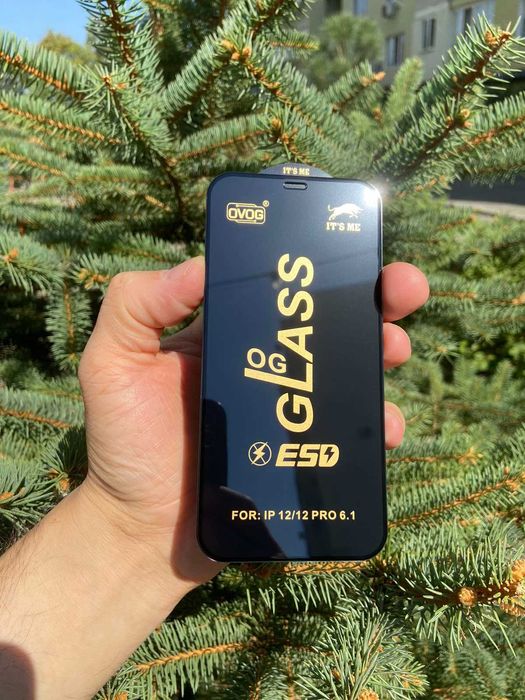 IT'S ME
OVOG®
IT'S ME
OG GLASS
ESD
FOR: IP 12/12 PRO 6.1